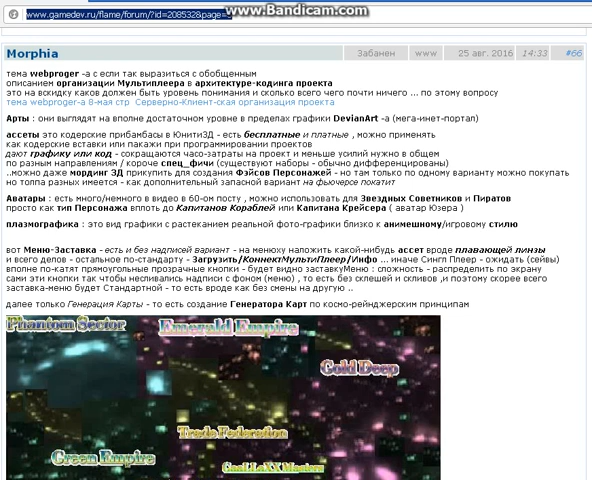 www.gamedev.ru/flame/forum/?id=208532&page=
www.Bandicam.com
Morphia
Забанен
www
25 авг. 2016
14:33
#66
тема webproger -а с если так выразиться с обобщенным
описанием организации Мультиплеера в архитектуре-кодинга проекта
это на вскидку каков должен быть уровень понимания и сколько всего чего почти ничего ... по этому вопросу
тема webproger-а 8-мая стр Серверно-Клиент-ская организация проекта
Арты : они выглядят на вполне достаточном уровне в пределах графики DevianArt -а (мега-инет-портал)
ассеты это кодерские прибамбасы в ЮнитиЗД - есть бесплатные и платные , можно применять
как кодерские вставки или пакажи при программировании проектов
дают графику или код - сокращаются часо-затраты на проект и меньше усилий нужно в общем
по разным направлениям / короче спец_фичи (существуют наборы - обычно дифференцированы)
..можно даже мординг ЗД прикупить для создания Фэйсов Персонажей - но там только по одному варианту можно покупать
но толпа разных имеется - как дополнительный запасной вариант на фьючерсе покатит
Аватары : есть много/немного в видео в 60-ом посту , можно использовать для Звездных Советников и Пиратов
просто как тип Персонажа вплоть до Капитанов Кораблей или Капитана Крейсера ( аватар Юзера )
плазмографика : это вид графики с растеканием реальной фото-графики близко к анимешному/игровому стилю
вот Меню-Заставка - есть и без надписей вариант - на менюху наложить какой-нибудь ассет вроде плавающей линзы
и всего делов - остальное по-стандарту - Загрузить/КоннектМультиПлеер/Инфо ... иначе Сингл Плеер - ожидать (сейвы)
вполне по-катят прямоугольные прозрачные кнопки - будет видно заставкуМеню : сложность - распределить по экрану
сами эти кнопки так чтобы неслипались надписи с фоном (меню) , то есть без слешей и скливов ,и поэтому скорее всего
заставка-меню будет Стандартной - то есть вроде как без смены на другую ..
далее только Генерация Карты - то есть создание Генератора Карт по космо-рейнджерским принципам
Phantom Sector
Emerald Empire
Gold Deep
Trade Federation
Green Empire